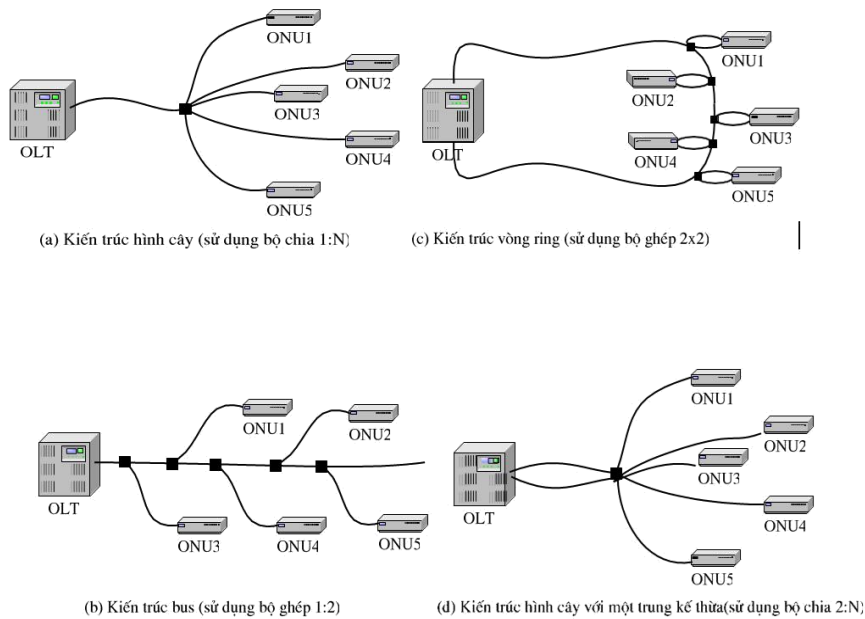 ONU1
ONU2
ONU3
ONU4
ONU5
OLT
(a) Kiến trúc hình cây (sử dụng bộ chia 1:N)
ONU1
ONU2
ONU3
ONU4
ONU5
OLT
(c) Kiến trúc vòng ring (sử dụng bộ ghép 2x2)
ONU1
ONU2
OLT
ONU3
ONU4
ONU5
(b) Kiến trúc bus (sử dụng bộ ghép 1:2)
ONU1
ONU2
ONU3
OLT
ONU4
ONU5
(d) Kiến trúc hình cây với một trung kế thừa(sử dụng bộ chia 2:N)